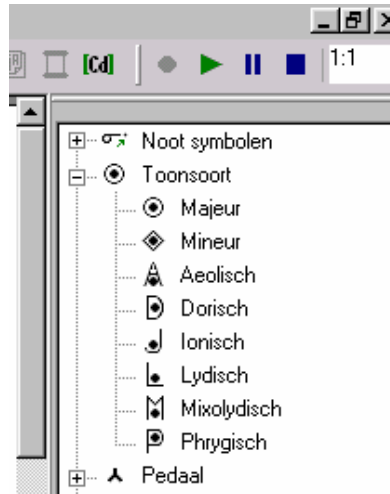 [Cd] 1:1
Noot symbolen
Toonsoort
Majeur
Mineur
Aeolisch
Dorisch
Ionisch
Lydisch
Mixolydisch
Phrygisch
Pedaal